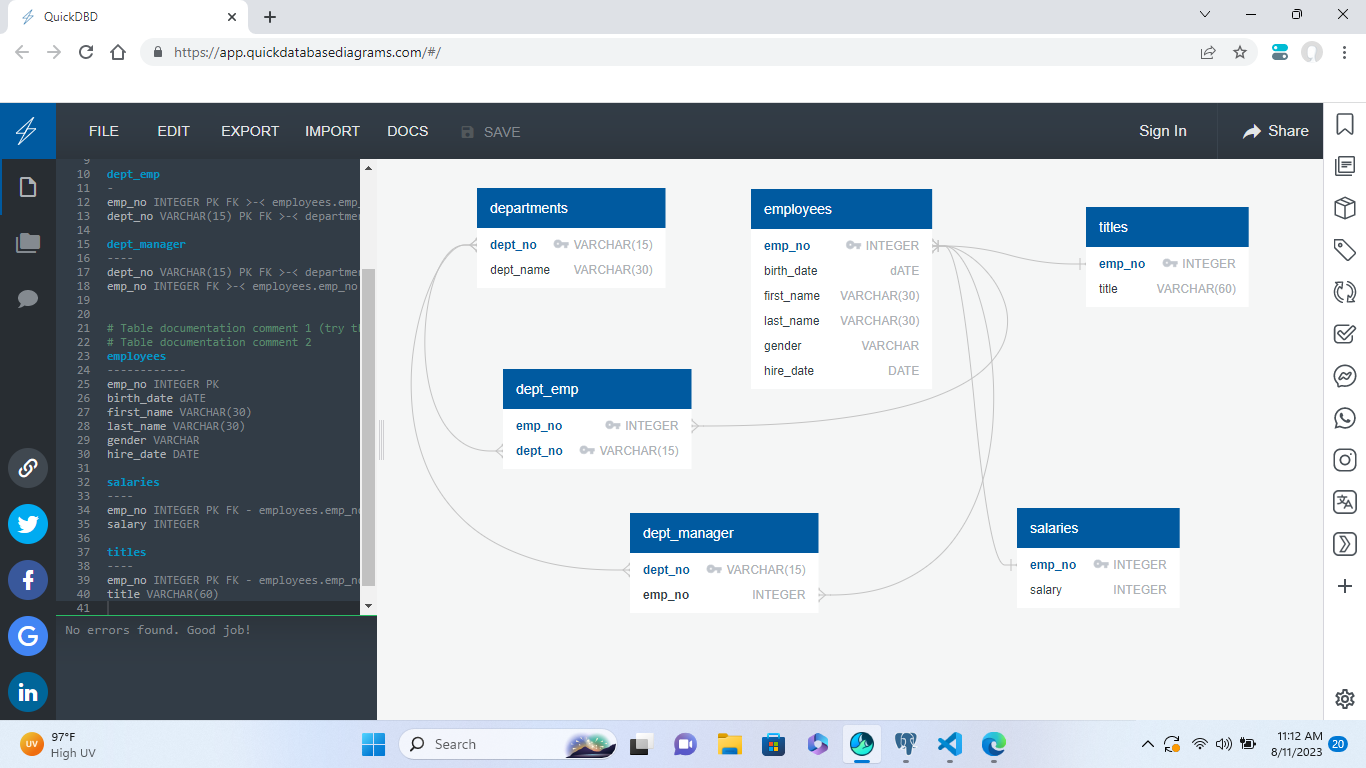 QuickDBD
https://app.quickdatabasediagrams.com/#/
FILE EDIT EXPORT IMPORT DOCS SAVE Sign In Share
9
10 dept_emp
11 -
12 emp_no INTEGER PK FK >-< employees.emp_
13 dept_no VARCHAR(15) PK FK >-< departmen
14
15 dept_manager
16 ----
17 dept_no VARCHAR(15) PK FK >-< departmen
18 emp_no INTEGER FK >-< employees.emp_no
19
20
21 # Table documentation comment 1 (try th
22 # Table documentation comment 2
23 employees
24 ------------
25 emp_no INTEGER PK
26 birth_date dATE
27 first_name VARCHAR(30)
28 last_name VARCHAR(30)
29 gender VARCHAR
30 hire_date DATE
31
32 salaries
33 ----
34 emp_no INTEGER PK FK - employees.emp_no
35 salary INTEGER
36
37 titles
38 ----
39 emp_no INTEGER PK FK - employees.emp_no
40 title VARCHAR(60)
41
No errors found. Good job!
departments
dept_no VARCHAR(15)
dept_name VARCHAR(30)
employees
emp_no INTEGER
birth_date dATE
first_name VARCHAR(30)
last_name VARCHAR(30)
gender VARCHAR
hire_date DATE
titles
emp_no INTEGER
title VARCHAR(60)
dept_emp
emp_no INTEGER
dept_no VARCHAR(15)
dept_manager
dept_no VARCHAR(15)
emp_no INTEGER
salaries
emp_no INTEGER
salary INTEGER
UV
97°F
High UV
Search
11:12 AM
8/11/2023
20